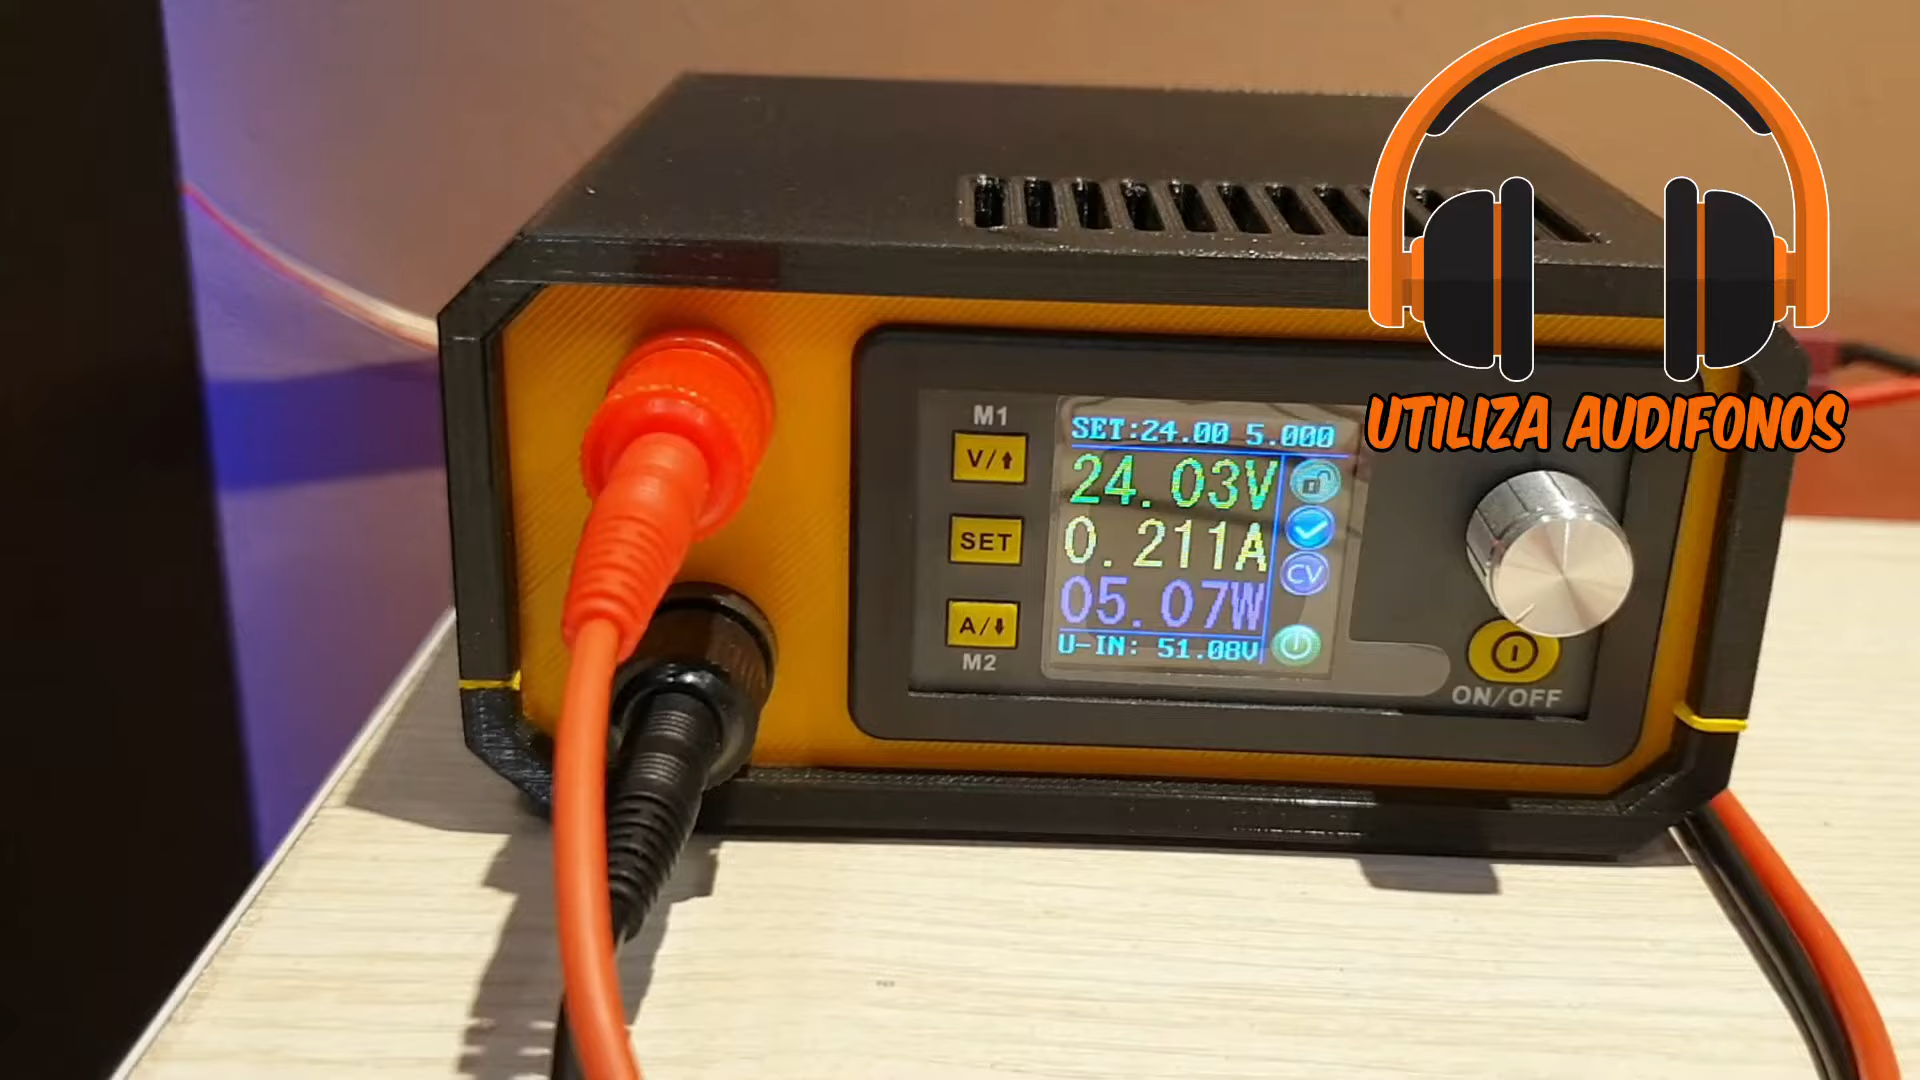 UTILIZA AUDIFONOS
M1
V/⬆
SET
A/⬇
M2
SET:24.00 5.000
24.03V
0.211A
05.07W
U-IN: 51.08V
CV
ON/OFF